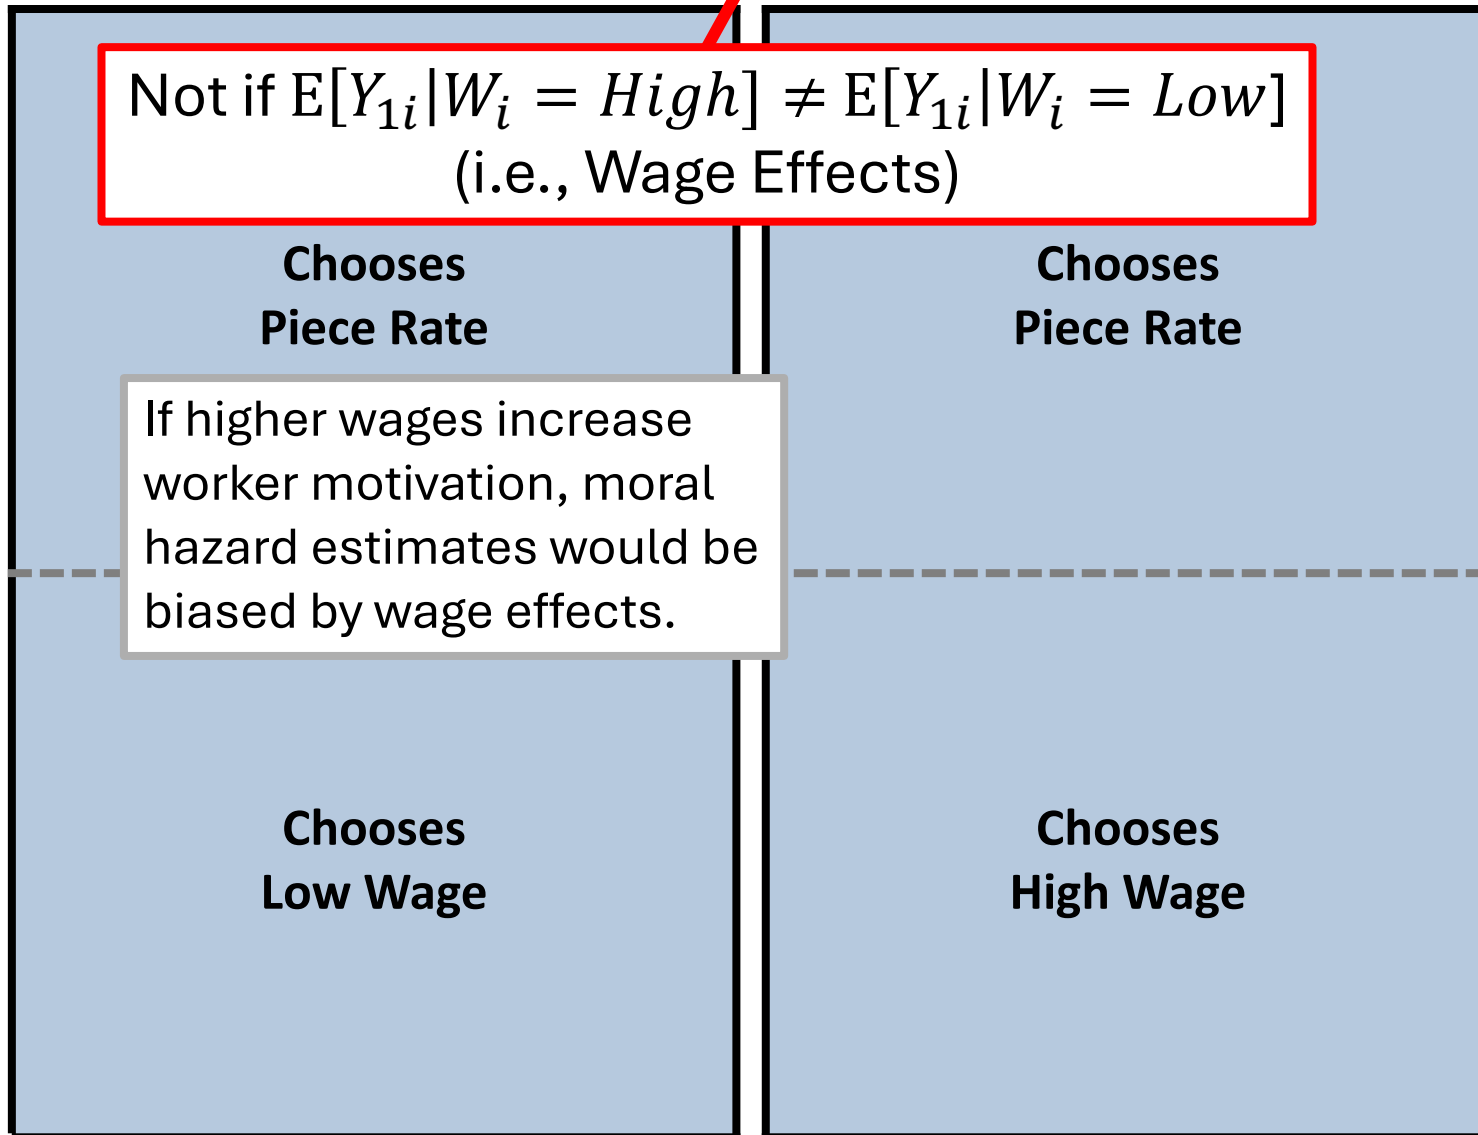 Not if E[Y₁ᵢ|Wᵢ = High] ≠ E[Y₁ᵢ|Wᵢ = Low]
(i.e., Wage Effects)
Chooses
Piece Rate
Chooses
Piece Rate
If higher wages increase
worker motivation, moral
hazard estimates would be
biased by wage effects.
Chooses
Low Wage
Chooses
High Wage